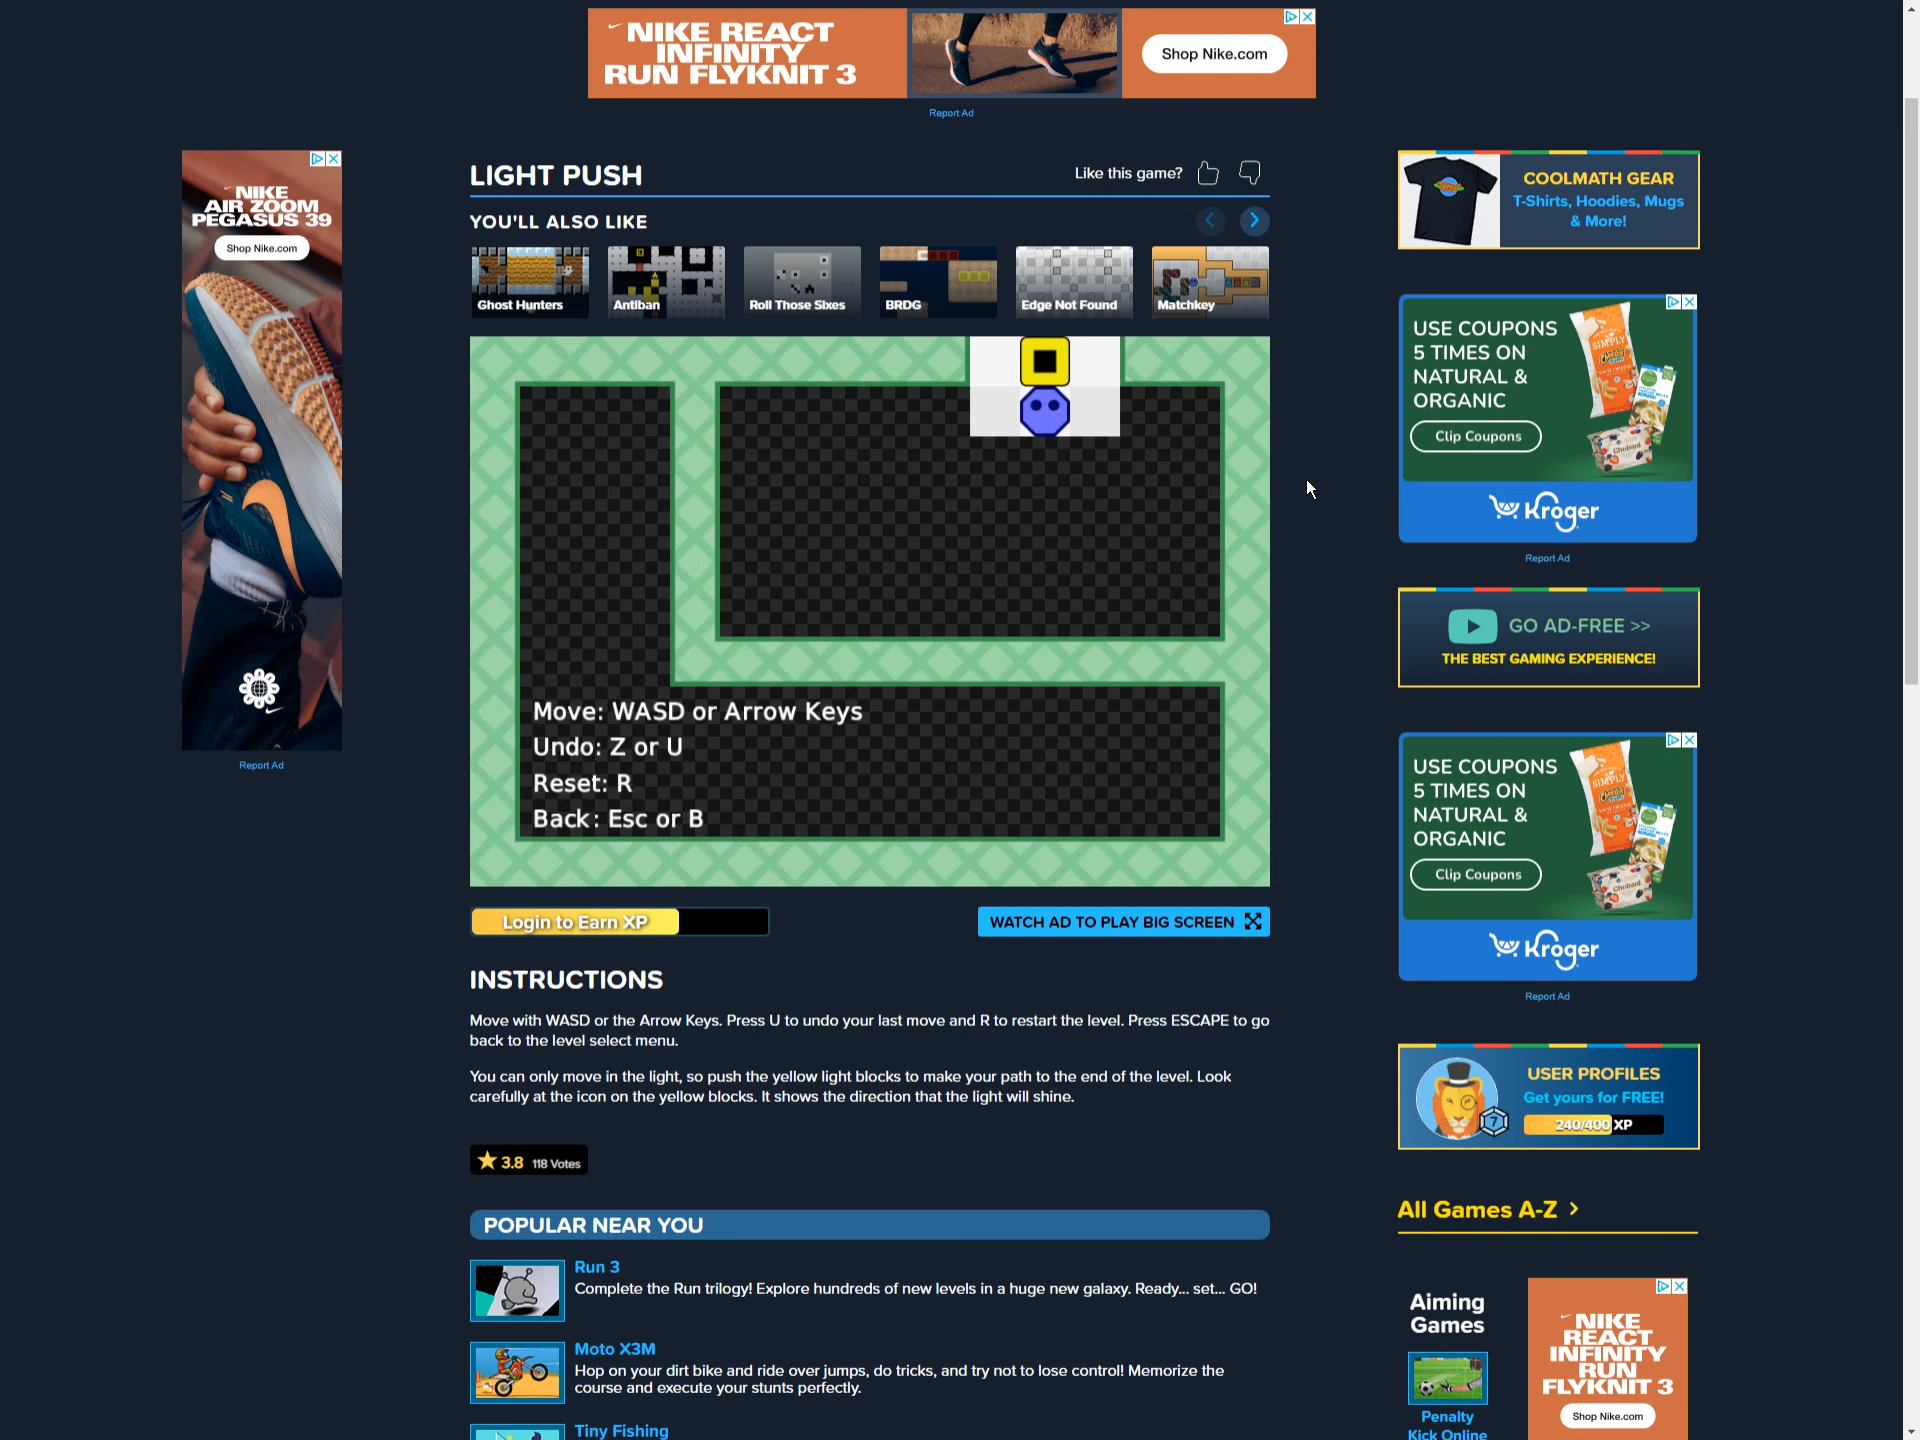 NIKE REACT
INFINITY
RUN FLYKNIT 3
Shop Nike.com
Report Ad
NIKE
AIR ZOOM
PEGASUS 39
Shop Nike.com
Report Ad
LIGHT PUSH
Like this game?
YOU'LL ALSO LIKE
Ghost Hunters
Antiban
Roll Those Sixes
BRDG
Edge Not Found
Matchkey
Move: WASD or Arrow Keys
Undo: Z or U
Reset: R
Back: Esc or B
Login to Earn XP
WATCH AD TO PLAY BIG SCREEN
INSTRUCTIONS
Move with WASD or the Arrow Keys. Press U to undo your last move and R to restart the level. Press ESCAPE to go
back to the level select menu.
You can only move in the light, so push the yellow light blocks to make your path to the end of the level. Look
carefully at the icon on the yellow blocks. It shows the direction that the light will shine.
3.8 118 Votes
POPULAR NEAR YOU
Run 3
Complete the Run trilogy! Explore hundreds of new levels in a huge new galaxy. Ready... set... GO!
Moto X3M
Hop on your dirt bike and ride over jumps, do tricks, and try not to lose control! Memorize the
course and execute your stunts perfectly.
Tiny Fishing
COOLMATH GEAR
T-Shirts, Hoodies, Mugs
& More!
USE COUPONS
5 TIMES ON
NATURAL &
ORGANIC
Clip Coupons
Kroger
Report Ad
GO AD-FREE >>
THE BEST GAMING EXPERIENCE!
USE COUPONS
5 TIMES ON
NATURAL &
ORGANIC
Clip Coupons
Kroger
Report Ad
USER PROFILES
Get yours for FREE!
7
240/400 XP
All Games A-Z >
Aiming
Games
Penalty
Kick Online
NIKE
REACT
INFINITY
RUN
FLYKNIT 3
Shop Nike.com